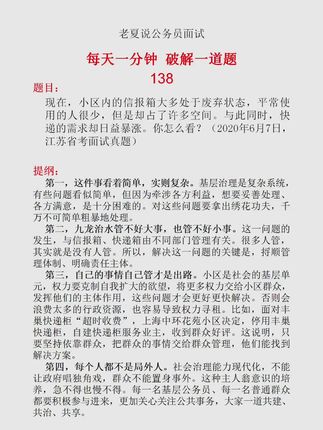 老夏说公务员面试
每天一分钟 破解一道题
138
题目：
现在，小区内的信报箱大多处于废弃状态，平常使
用的人很少，但是却占了许多空间。与此同时，快
递的需求却日益暴涨。你怎么看？（2020年6月7日，
江苏省考面试真题）
提纲：
第一，这件事看着简单，实则复杂。基层治理是复杂系统，
有些问题看似简单，但因为牵涉各方利益，想要妥善处理、
各方满意，是十分困难的。对这些问题要拿出绣花功夫，千
万不可简单粗暴地处理。
第二，九龙治水管不好大事，也管不好小事。这一问题的
发生，与信报箱、快递箱由不同部门管理有关。很多人管，
其实就是没有人管。所以，解决这一问题的关键是，捋顺管
理体制，明确责任主体。
第三，自己的事情自己管才是出路。小区是社会的基层单
元，权力要克制自我扩大的欲望，将更多权力交给小区群众，
发挥他们的主体作用，这些问题才会更好更快解决。否则会
浪费太多的行政资源，也容易导致权力寻租。比如，面对丰
巢快递柜“超时收费”，上海中环花苑小区决定，停用丰巢
快递柜，自建快递柜服务业主，收到群众好评。这说明，只
要坚持依靠群众，把群众的事情交给群众管理，他们能找到
解决方案。
第四，每个人都不是局外人。社会治理能力现代化，不能
让政府唱独角戏，群众不能置身事外。这种主人翁意识的培
养，急不得也慢不得。每一名基层公务员、每一名普通群众
都要积极参与进来，更加关心关注公共事务，大家一道共建、
共治、共享。